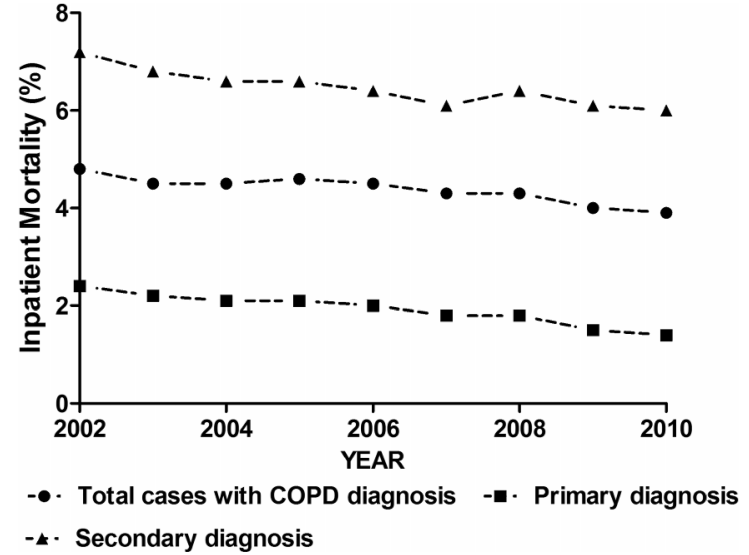 Inpatient Mortality (%)
8
6
4
2
0
2002 2004 2006 2008 2010
YEAR
Total cases with COPD diagnosis Primary diagnosis
Secondary diagnosis